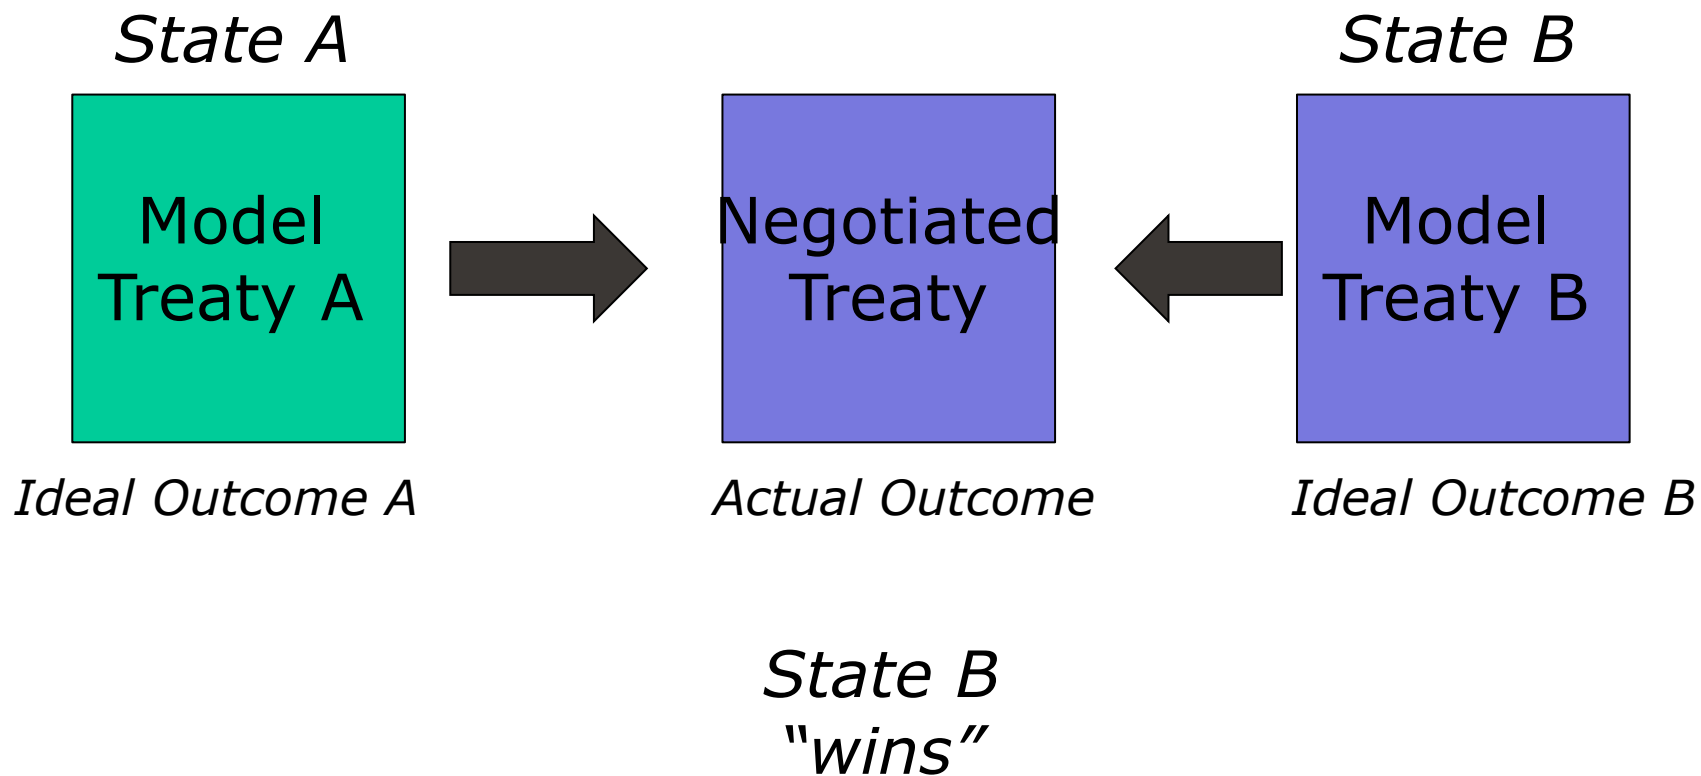 State A
State B
Model
Treaty A
Negotiated
Treaty
Model
Treaty B
Ideal Outcome A
Actual Outcome
Ideal Outcome B
State B
“wins”